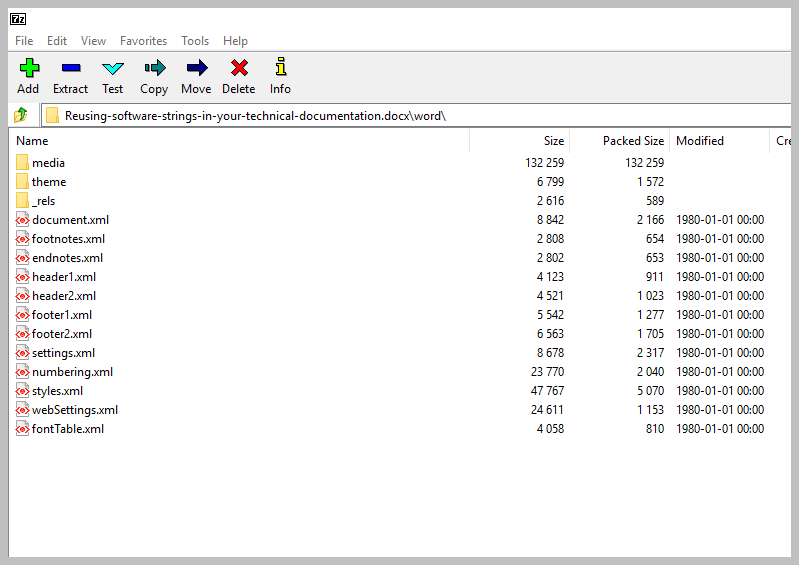 7z
File Edit View Favorites Tools Help
Add Extract Test Copy Move Delete Info
Reusing-software-strings-in-your-technical-documentation.docx\word\
Name Size Packed Size Modified Cre
media 132 259 132 259
theme 6 799 1 572
_rels 2 616 589
document.xml 8 842 2 166 1980-01-01 00:00
footnotes.xml 2 808 654 1980-01-01 00:00
endnotes.xml 2 802 653 1980-01-01 00:00
header1.xml 4 123 911 1980-01-01 00:00
header2.xml 4 521 1 023 1980-01-01 00:00
footer1.xml 5 542 1 277 1980-01-01 00:00
footer2.xml 6 563 1 705 1980-01-01 00:00
settings.xml 8 678 2 317 1980-01-01 00:00
numbering.xml 23 770 2 040 1980-01-01 00:00
styles.xml 47 767 5 070 1980-01-01 00:00
webSettings.xml 24 611 1 153 1980-01-01 00:00
fontTable.xml 4 058 810 1980-01-01 00:00